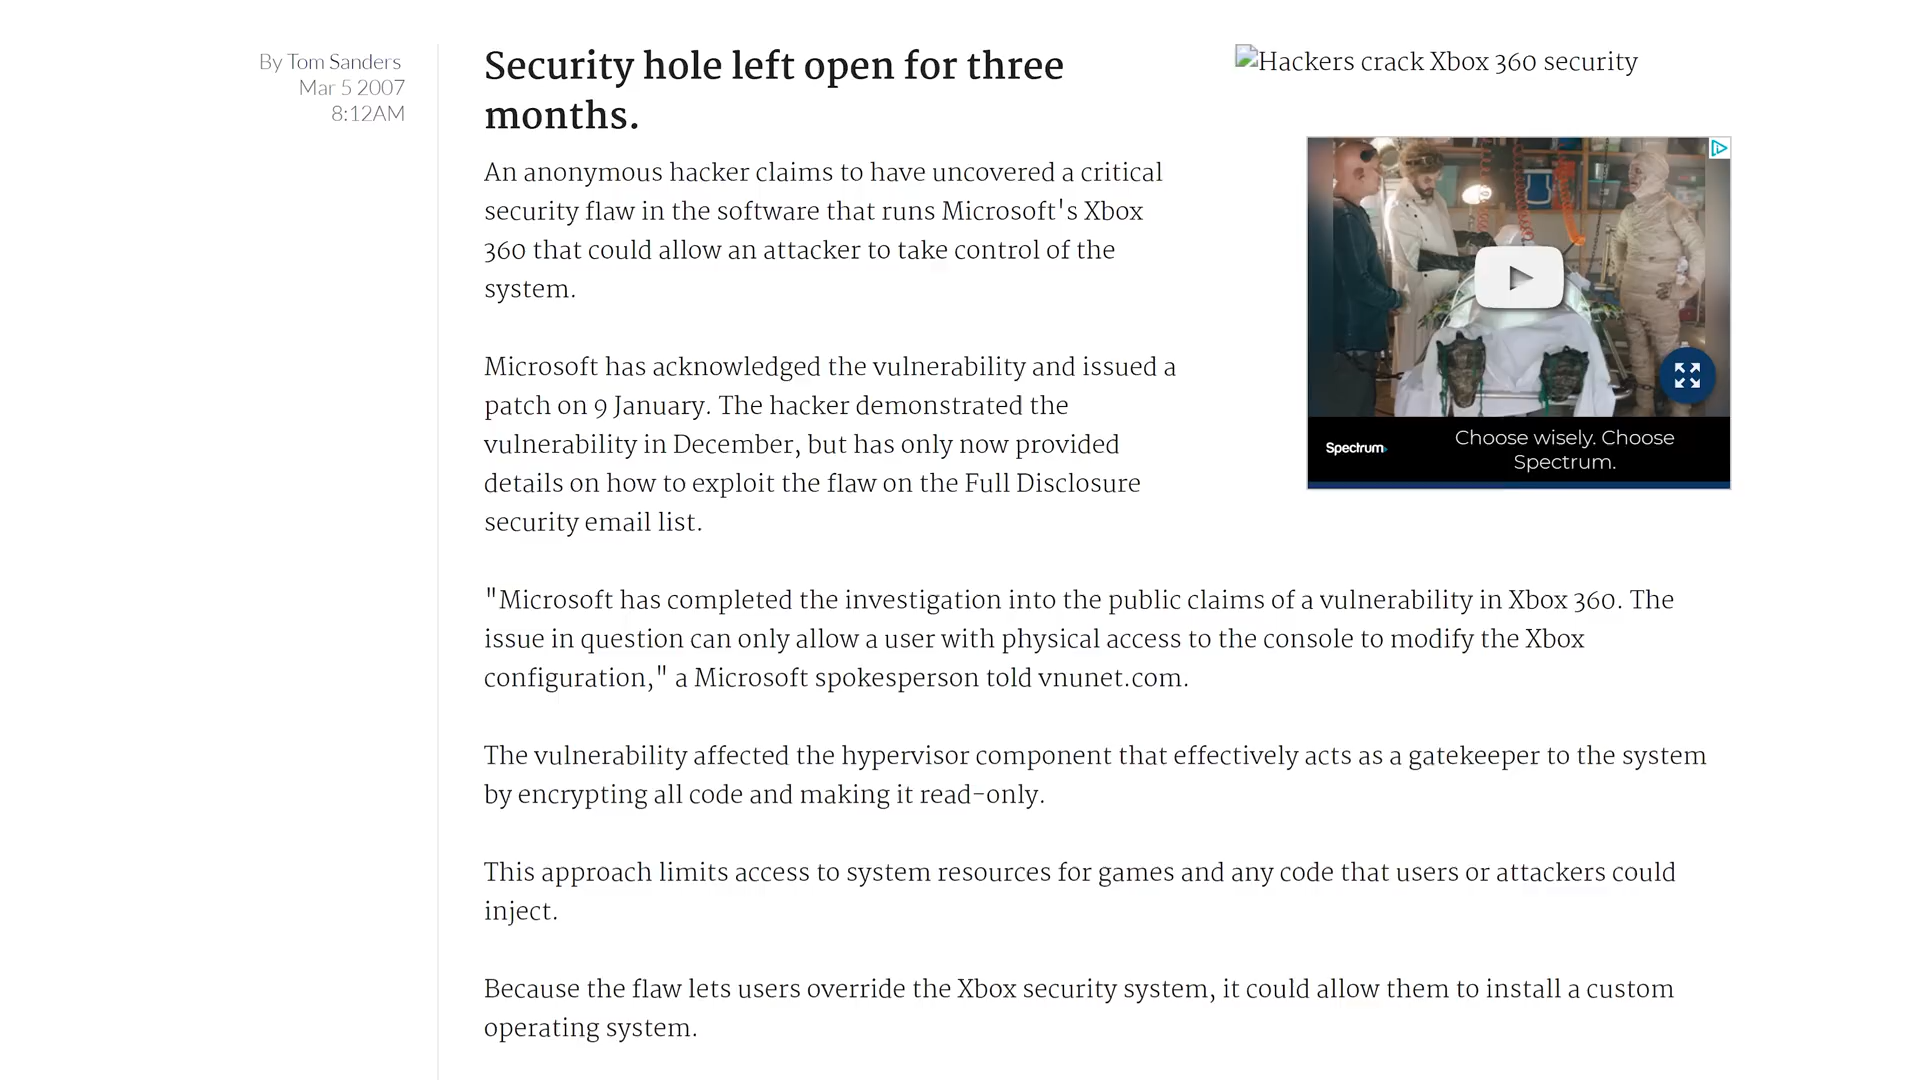 By Tom Sanders
Mar 5 2007
8:12AM
Security hole left open for three
months.
An anonymous hacker claims to have uncovered a critical
security flaw in the software that runs Microsoft's Xbox
360 that could allow an attacker to take control of the
system.
Microsoft has acknowledged the vulnerability and issued a
patch on 9 January. The hacker demonstrated the
vulnerability in December, but has only now provided
details on how to exploit the flaw on the Full Disclosure
security email list.
"Microsoft has completed the investigation into the public claims of a vulnerability in Xbox 360. The
issue in question can only allow a user with physical access to the console to modify the Xbox
configuration," a Microsoft spokesperson told vnunet.com.
The vulnerability affected the hypervisor component that effectively acts as a gatekeeper to the system
by encrypting all code and making it read-only.
This approach limits access to system resources for games and any code that users or attackers could
inject.
Because the flaw lets users override the Xbox security system, it could allow them to install a custom
operating system.
Hackers crack Xbox 360 security
Spectrum
Choose wisely. Choose
Spectrum.